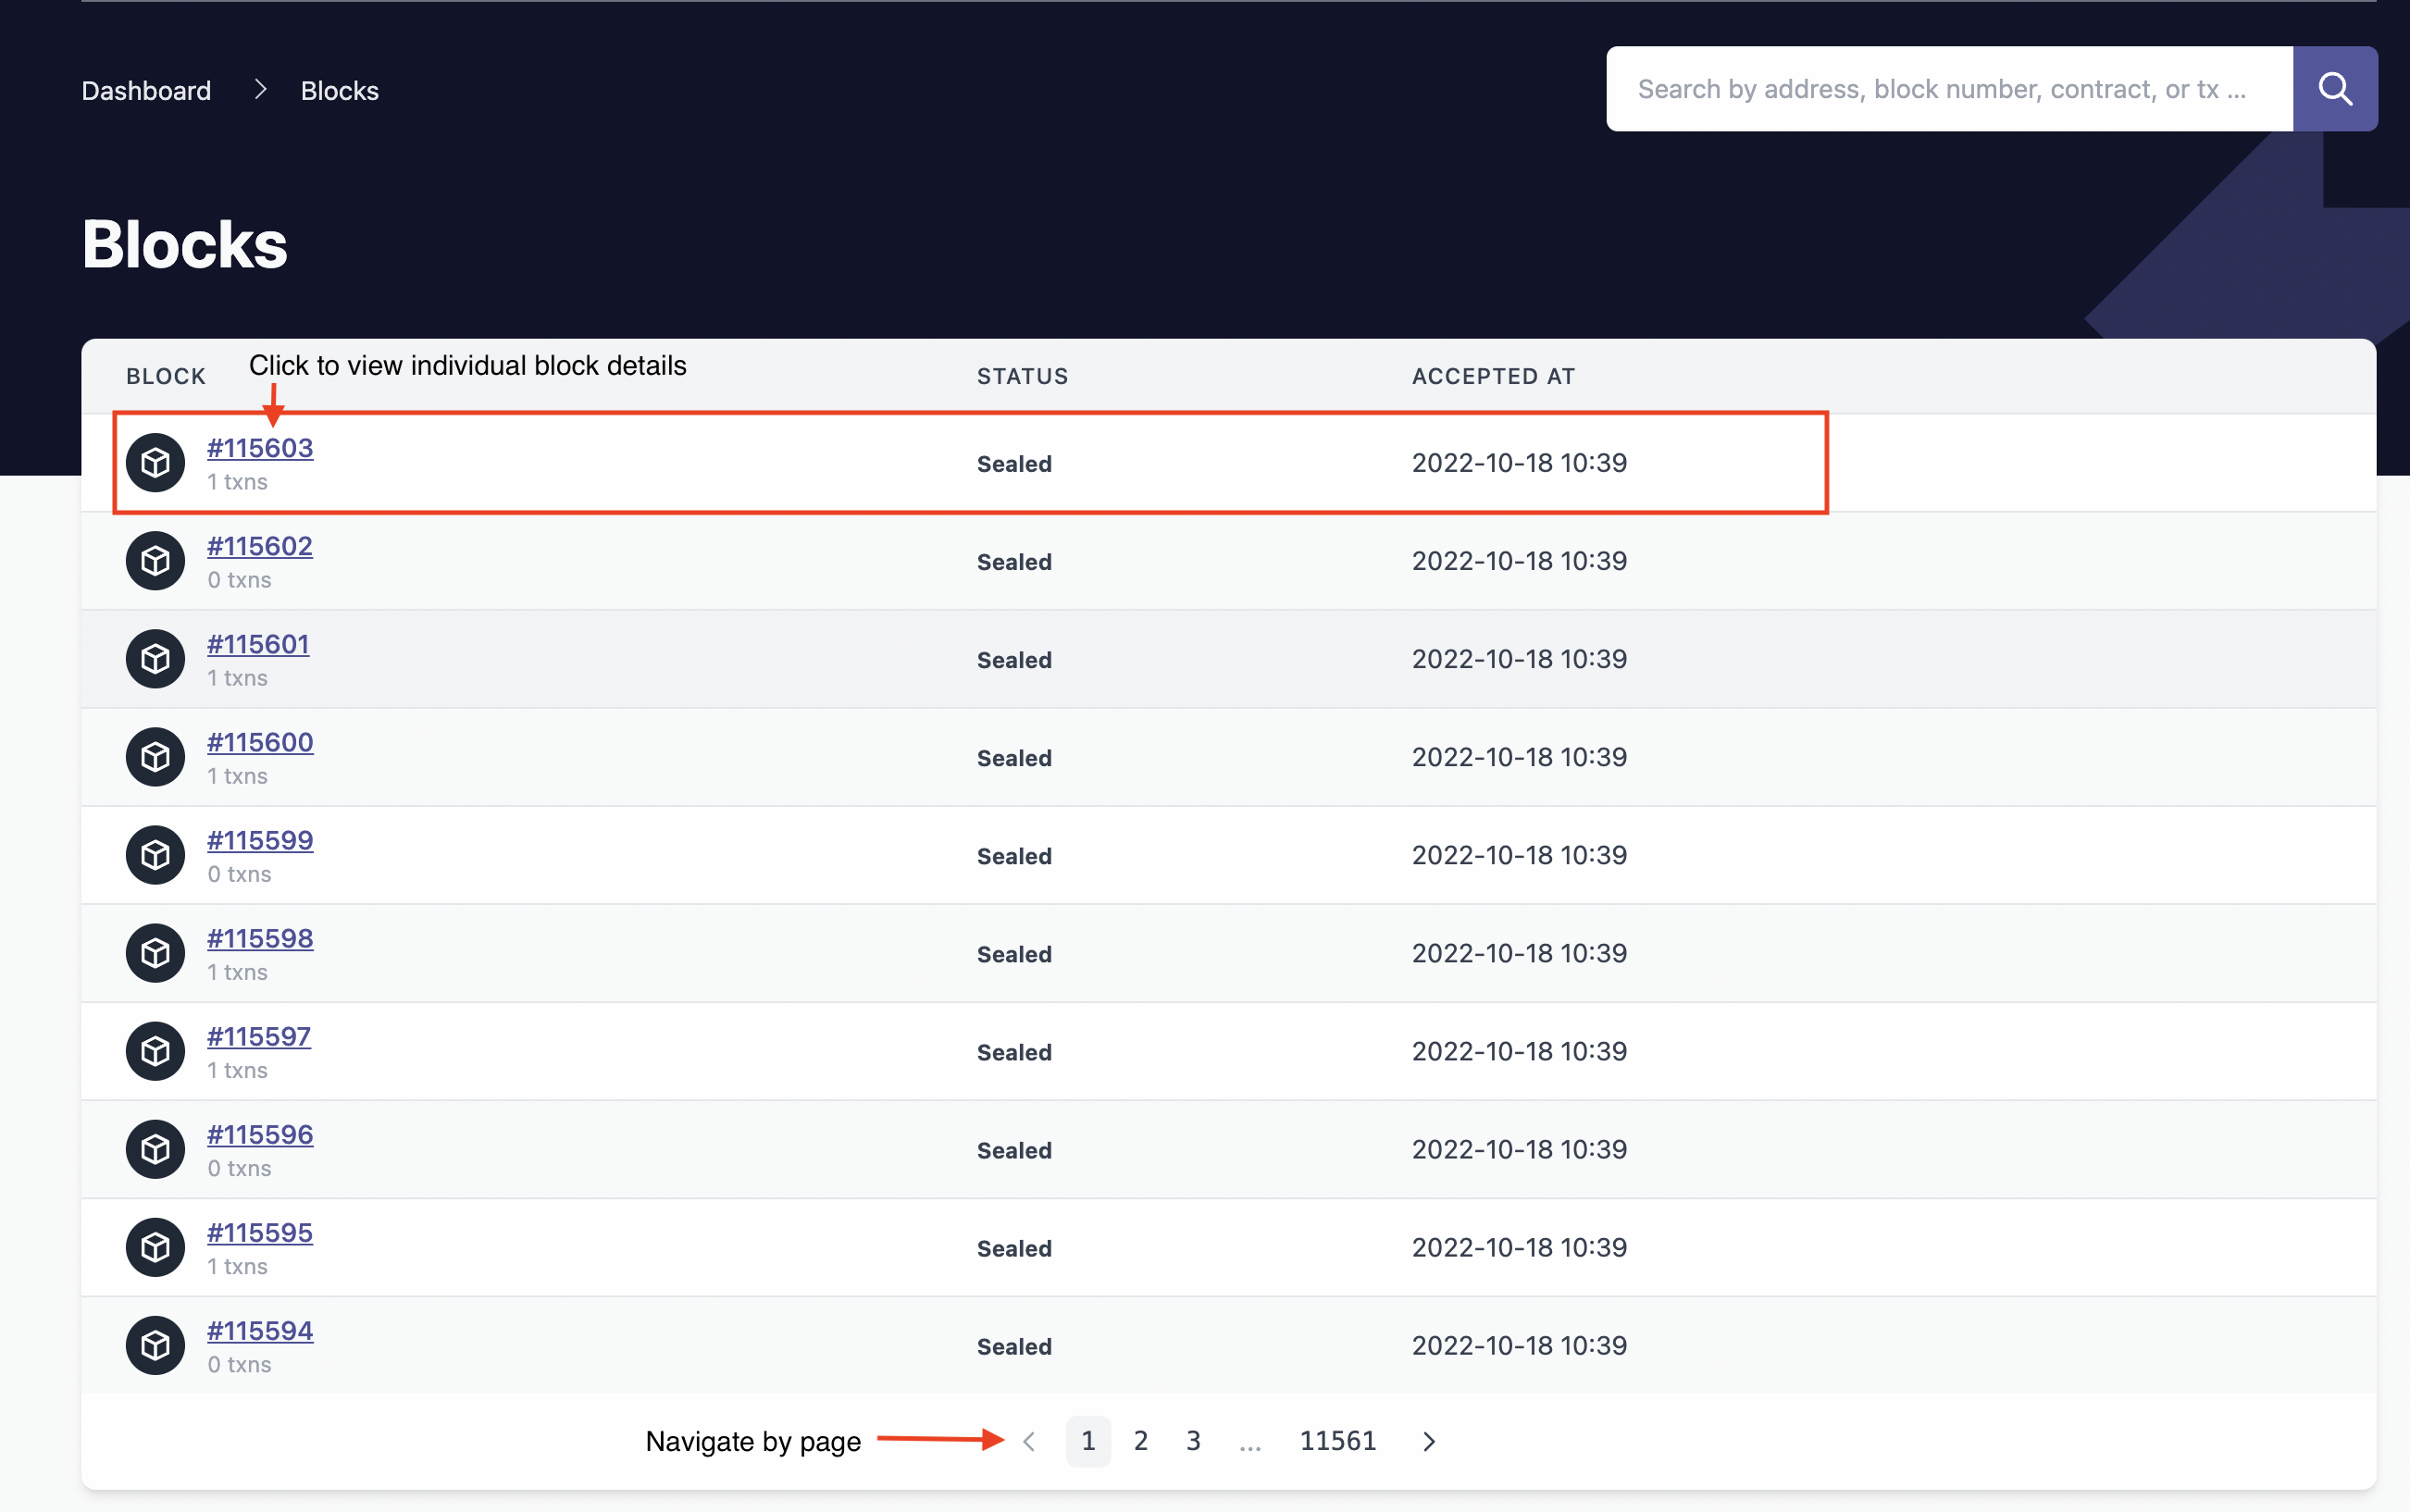 Dashboard > Blocks
Search by address, block number, contract, or tx ...
Blocks
BLOCK Click to view individual block details STATUS ACCEPTED AT
#115603 Sealed 2022-10-18 10:39
1 txns
#115602 Sealed 2022-10-18 10:39
0 txns
#115601 Sealed 2022-10-18 10:39
1 txns
#115600 Sealed 2022-10-18 10:39
1 txns
#115599 Sealed 2022-10-18 10:39
0 txns
#115598 Sealed 2022-10-18 10:39
1 txns
#115597 Sealed 2022-10-18 10:39
1 txns
#115596 Sealed 2022-10-18 10:39
0 txns
#115595 Sealed 2022-10-18 10:39
1 txns
#115594 Sealed 2022-10-18 10:39
0 txns
Navigate by page < 1 2 3 ... 11561 >